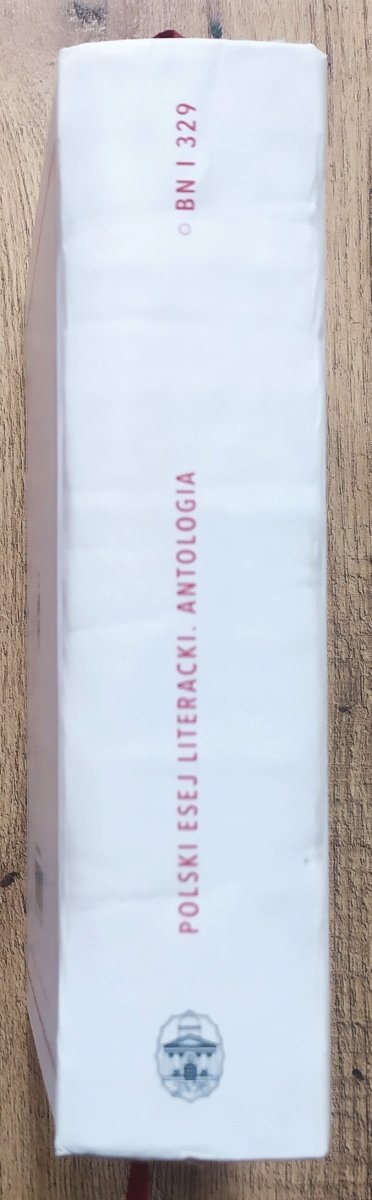 POLSKI ESEJ LITERACKI. ANTOLOGIA
○ BN I 329